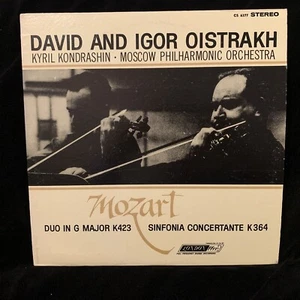 CS 6377 STEREO
DAVID AND IGOR OISTRAKH
KYRIL KONDRASHIN · MOSCOW PHILHARMONIC ORCHESTRA
Mozart
DUO IN G MAJOR K423 SINFONIA CONCERTANTE K364
LONDON